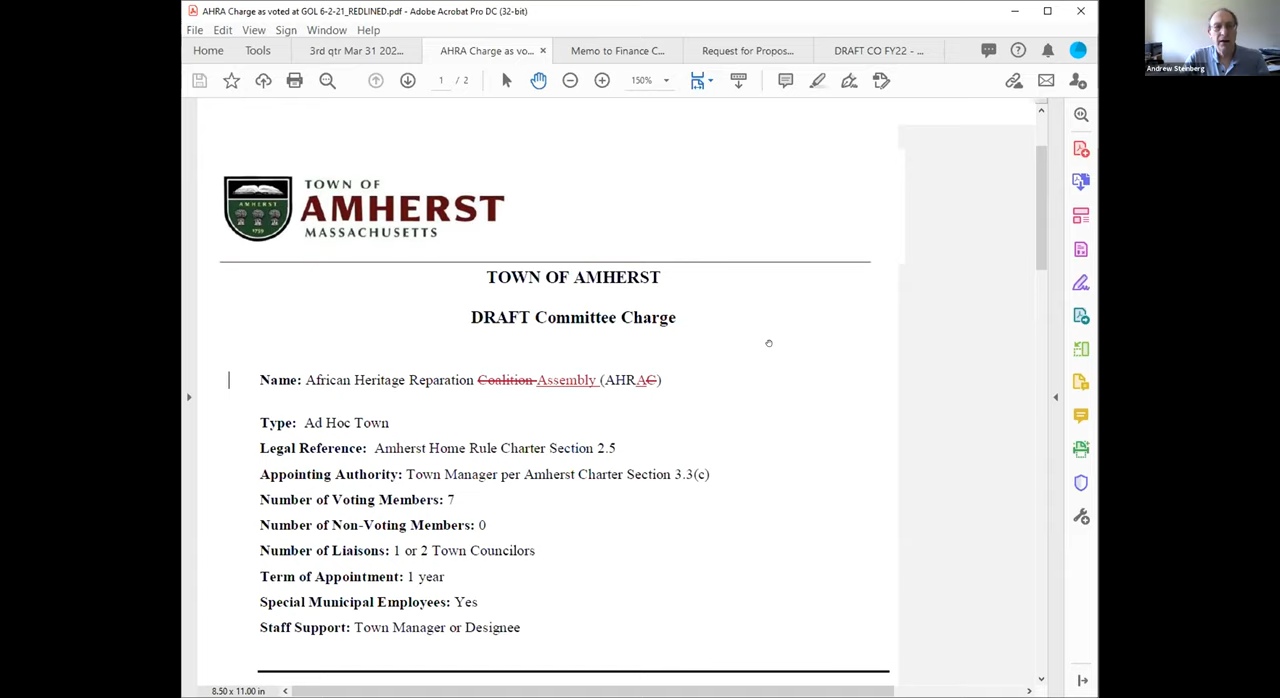 AHRA Charge as voted at GOL 6-2-21_REDLINED.pdf - Adobe Acrobat Pro DC (32-bit)
File Edit View Sign Window Help
Home Tools 3rd qtr Mar 31 202... AHRA Charge as vo... × Memo to Finance C... Request for Propos... DRAFT CO FY22 - ...
1 / 2 150%
Andrew Steinberg
TOWN OF
AMHERST
MASSACHUSETTS
1759
TOWN OF AMHERST
DRAFT Committee Charge
Name: African Heritage Reparation Coalition Assembly (AHRAC)
Type: Ad Hoc Town
Legal Reference: Amherst Home Rule Charter Section 2.5
Appointing Authority: Town Manager per Amherst Charter Section 3.3(c)
Number of Voting Members: 7
Number of Non-Voting Members: 0
Number of Liaisons: 1 or 2 Town Councilors
Term of Appointment: 1 year
Special Municipal Employees: Yes
Staff Support: Town Manager or Designee
8.50 x 11.00 in